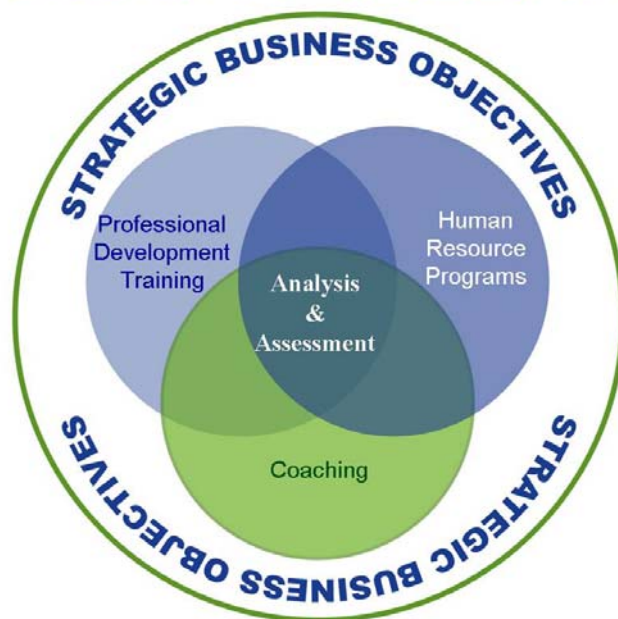 STRATEGIC BUSINESS OBJECTIVES
Professional
Development
Training
Human
Resource
Programs
Analysis
&
Assessment
Coaching
STRATEGIC BUSINESS OBJECTIVES